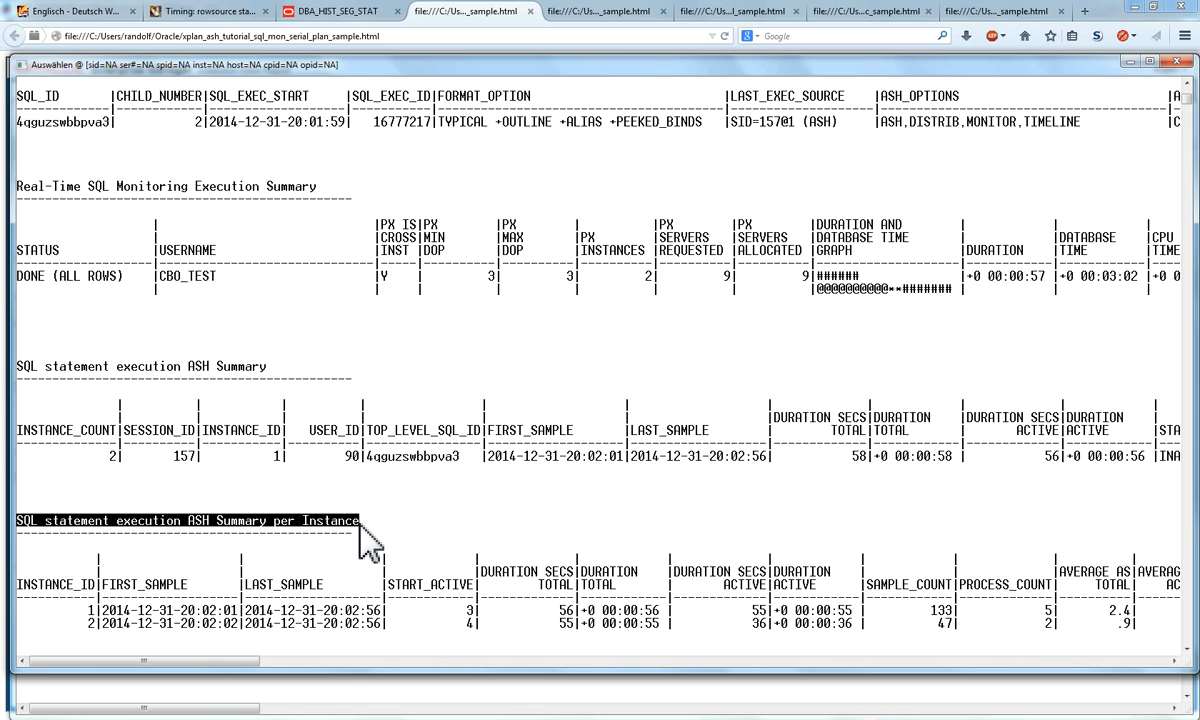 Englisch - Deutsch W...
Timing: rowsource sta...
DBA_HIST_SEG_STAT
file:///C:/Us..._sample.html
file:///C:/Us..._sample.html
file:///C:/Us...l_sample.html
file:///C:/Us...c_sample.html
file:///C:/Us..._sample.html
file:///C:/Users/randolf/Oracle/xplan_ash_tutorial_sql_mon_serial_plan_sample.html
Google
Auswählen @ [sid=NA ser#=NA spid=NA inst=NA host=NA cpid=NA opid=NA]
SQL_ID |CHILD_NUMBER|SQL_EXEC_START |SQL_EXEC_ID|FORMAT_OPTION |LAST_EXEC_SOURCE |ASH_OPTIONS |A
4qguzswbbpva3| 2|2014-12-31-20:01:59| 16777217|TYPICAL +OUTLINE +ALIAS +PEEKED_BINDS |SID=157@1 (ASH) |ASH,DISTRIB,MONITOR,TIMELINE |C
Real-Time SQL Monitoring Execution Summary
| |PX IS|PX |PX | |PX |PX |DURATION AND | | |
| |CROSS|MIN |MAX |PX |SERVERS |SERVERS |DATABASE TIME | |DATABASE |CPU
STATUS |USERNAME |INST |DOP |DOP |INSTANCES |REQUESTED |ALLOCATED |GRAPH |DURATION |TIME |TIME
DONE (ALL ROWS) |CBO_TEST |Y | 3| 3| 2| 9| 9|###### |+0 00:00:57 |+0 00:03:02 |+0 0
|@@@@@@@@@@**#######
SQL statement execution ASH Summary
|DURATION SECS|DURATION |DURATION SECS|DURATION |
INSTANCE_COUNT|SESSION_ID|INSTANCE_ID| USER_ID|TOP_LEVEL_SQL_ID|FIRST_SAMPLE |LAST_SAMPLE | TOTAL|TOTAL | ACTIVE|ACTIVE |STA
2| 157| 1| 90|4qguzswbbpva3 |2014-12-31-20:02:01|2014-12-31-20:02:56| 58|+0 00:00:58 | 56|+0 00:00:56 |INA
SQL statement execution ASH Summary per Instance
|DURATION SECS|DURATION |DURATION SECS|DURATION | | |AVERAGE AS|AVERAG
INSTANCE_ID|FIRST_SAMPLE |LAST_SAMPLE |START_ACTIVE| TOTAL|TOTAL | ACTIVE|ACTIVE |SAMPLE_COUNT|PROCESS_COUNT| TOTAL| AC
1|2014-12-31-20:02:01|2014-12-31-20:02:56| 3| 56|+0 00:00:56 | 55|+0 00:00:55 | 133| 5| 2.4|
2|2014-12-31-20:02:02|2014-12-31-20:02:56| 4| 55|+0 00:00:55 | 36|+0 00:00:36 | 47| 2| .9|